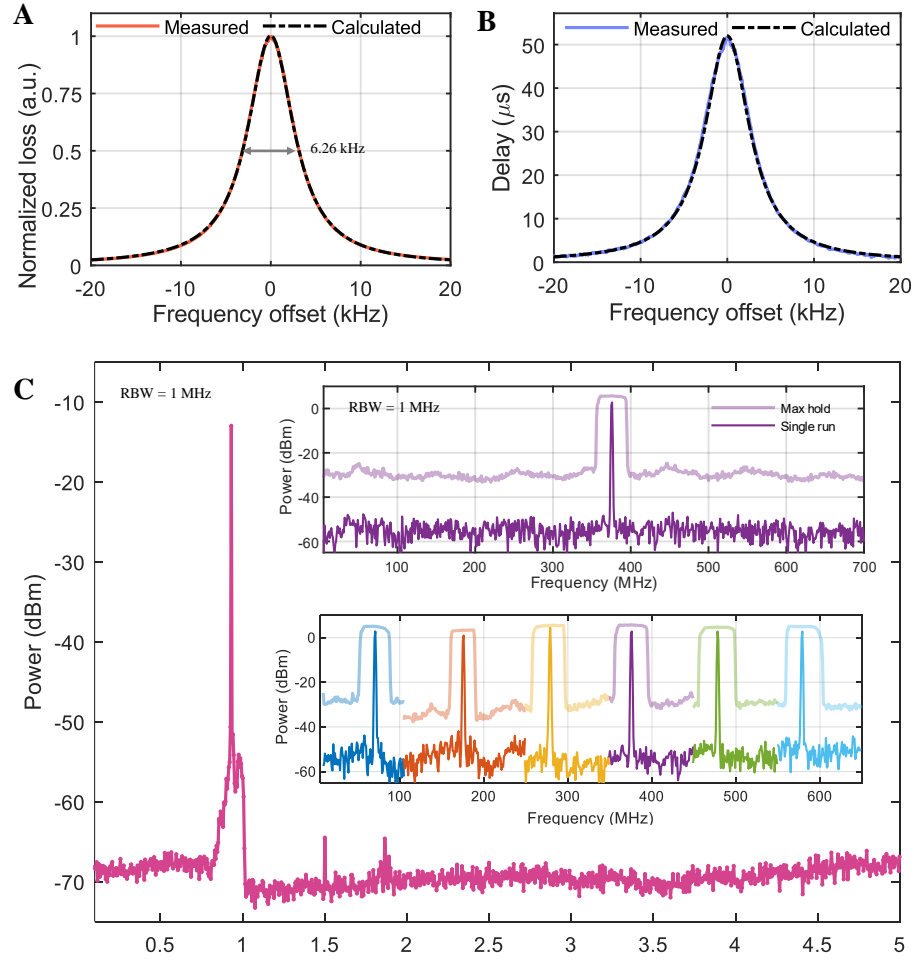 A
Measured Calculated
1
0.75
0.5
0.25
0
6.26 kHz
Normalized loss (a.u.)
-20 -10 0 10 20
Frequency offset (kHz)
B
Measured Calculated
50
40
30
20
10
0
Delay (μs)
-20 -10 0 10 20
Frequency offset (kHz)
C
RBW = 1 MHz
-10
-20
-30
-40
-50
-60
-70
Power (dBm)
0.5 1 1.5 2 2.5 3 3.5 4 4.5 5
RBW = 1 MHz
Max hold
Single run
0
-20
-40
-60
Power (dBm)
100 200 300 400 500 600 700
Frequency (MHz)
0
-20
-40
-60
Power (dBm)
100 200 300 400 500 600
Frequency (MHz)